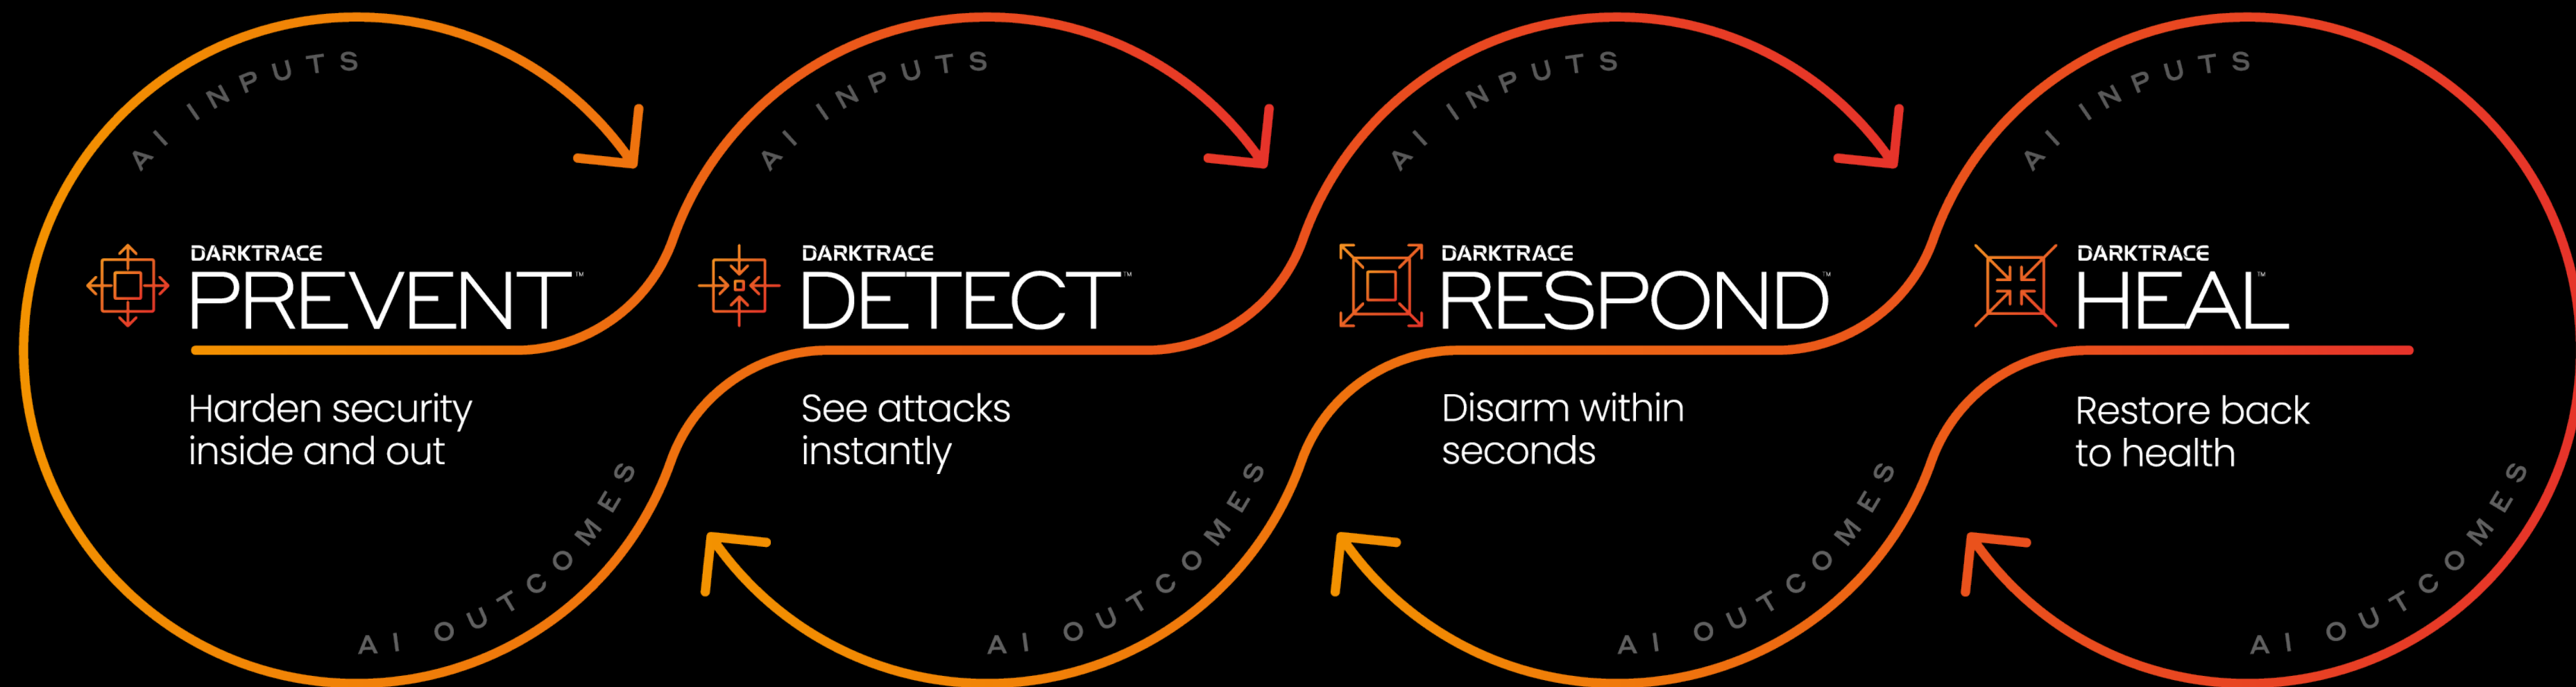 AI INPUTS
DARKTRACE
PREVENT™
Harden security
inside and out
AI OUTCOMES
AI INPUTS
DARKTRACE
DETECT™
See attacks
instantly
AI OUTCOMES
AI INPUTS
DARKTRACE
RESPOND™
Disarm within
seconds
AI OUTCOMES
AI INPUTS
DARKTRACE
HEAL™
Restore back
to health
AI OUTCOMES